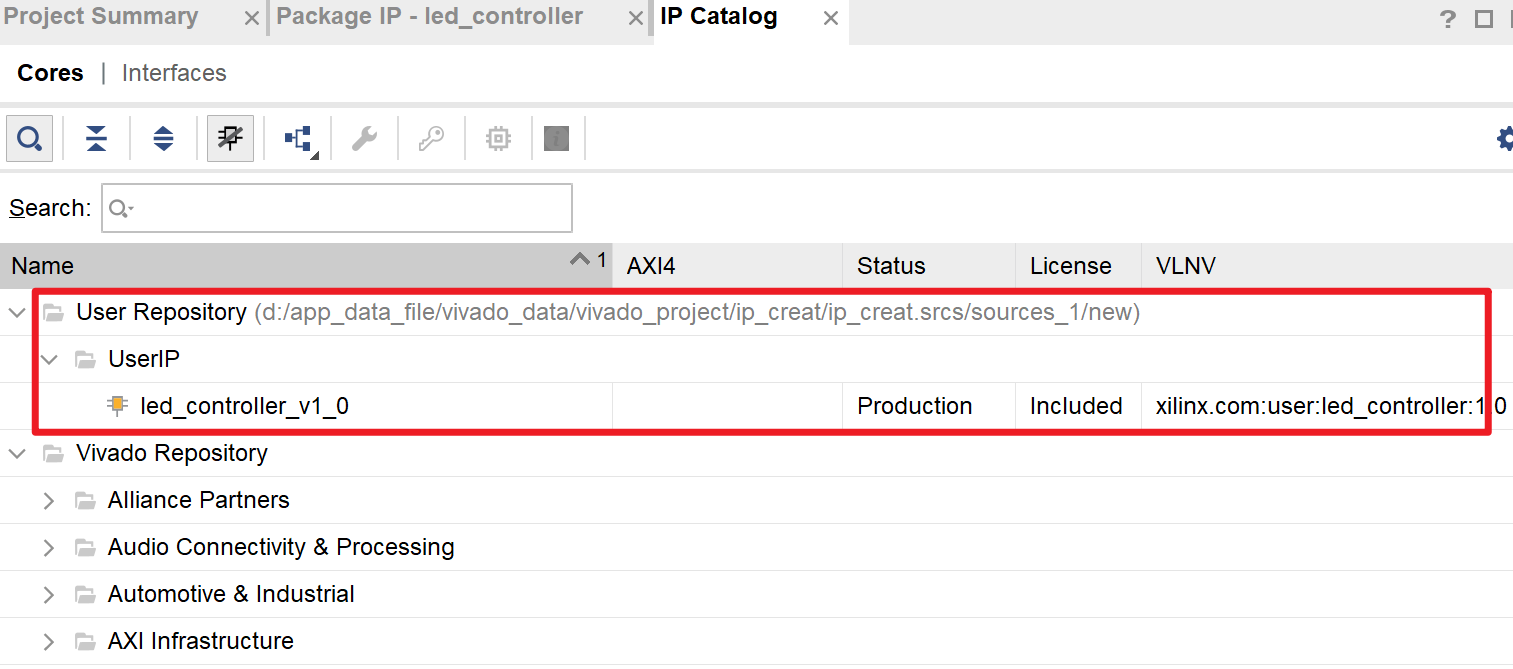 Project Summary Package IP - led_controller IP Catalog ?
Cores | Interfaces
Search:
Name 1 AXI4 Status License VLNV
User Repository (d:/app_data_file/vivado_data/vivado_project/ip_creat/ip_creat.srcs/sources_1/new)
UserIP
led_controller_v1_0 Production Included xilinx.com:user:led_controller:1.0
Vivado Repository
Alliance Partners
Audio Connectivity & Processing
Automotive & Industrial
AXI Infrastructure